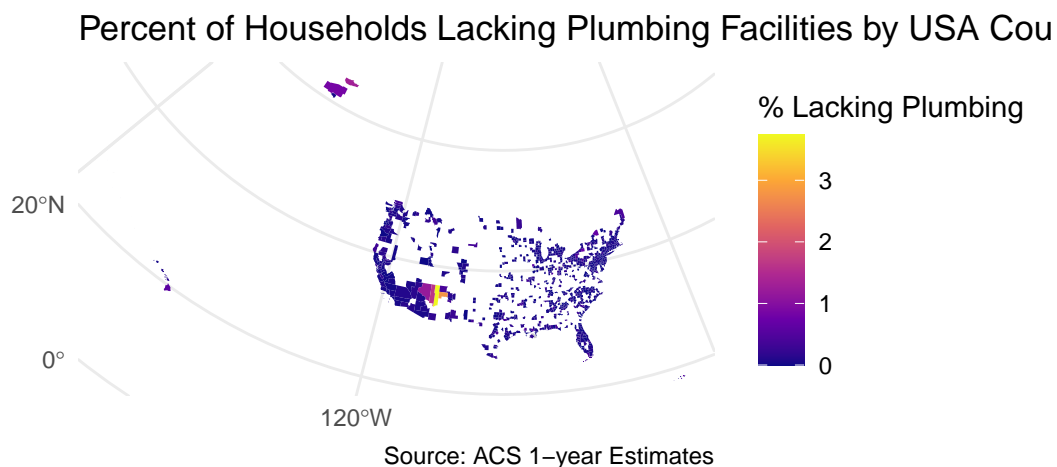 Percent of Households Lacking Plumbing Facilities by USA Cou
% Lacking Plumbing
3
2
1
0
20°N
0°
120°W
Source: ACS 1−year Estimates